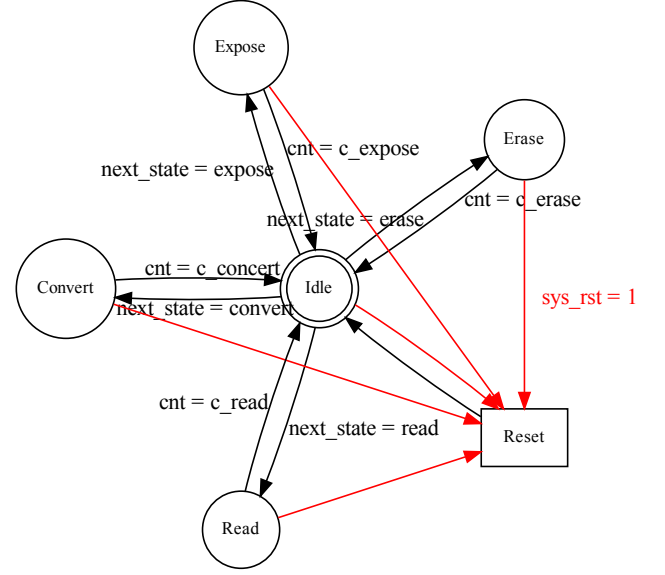 Expose
Erase
cnt = c_expose
next_state = expose
cnt = c_erase
next_state = erase
cnt = c_concert
Convert
Idle
next_state = convert
sys_rst = 1
cnt = c_read
next_state = read
Reset
Read